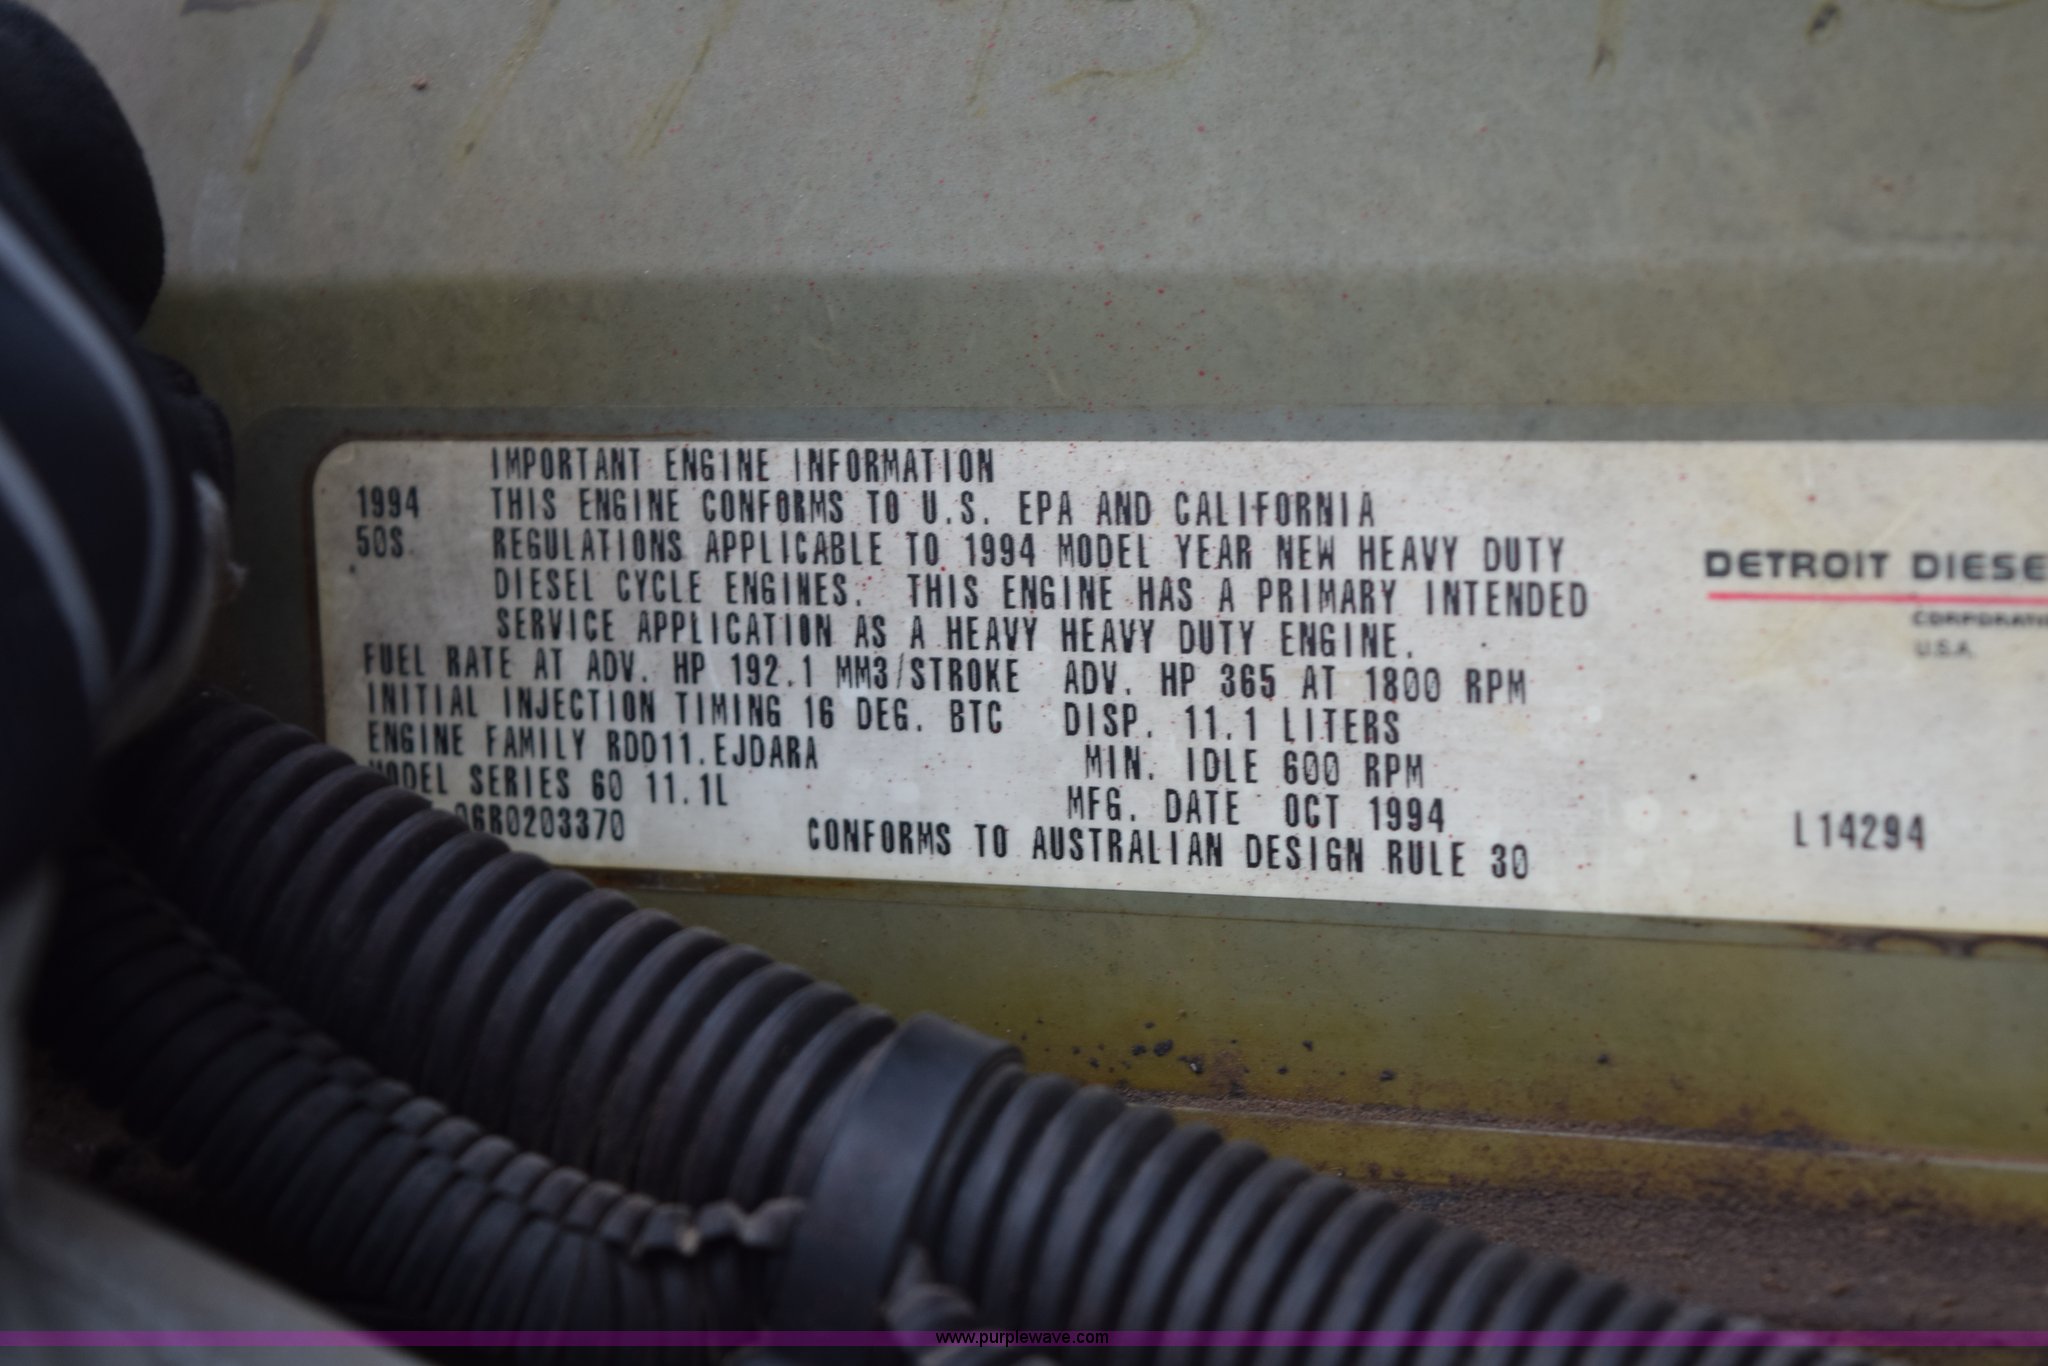 IMPORTANT ENGINE INFORMATION
1994 THIS ENGINE CONFORMS TO U.S. EPA AND CALIFORNIA
50S REGULATIONS APPLICABLE TO 1994 MODEL YEAR NEW HEAVY DUTY
DIESEL CYCLE ENGINES. THIS ENGINE HAS A PRIMARY INTENDED
SERVICE APPLICATION AS A HEAVY HEAVY DUTY ENGINE.
FUEL RATE AT ADV. HP 192.1 MM3/STROKE ADV. HP 365 AT 1800 RPM
INITIAL INJECTION TIMING 16 DEG. BTC DISP. 11.1 LITERS
ENGINE FAMILY RDD11.EJDARA MIN. IDLE 600 RPM
MODEL SERIES 60 11.1L MFG. DATE OCT 1994
06R0203370 CONFORMS TO AUSTRALIAN DESIGN RULE 30
DETROIT DIESE
CORPORATI
U.S.A.
L14294
www.purplewave.com